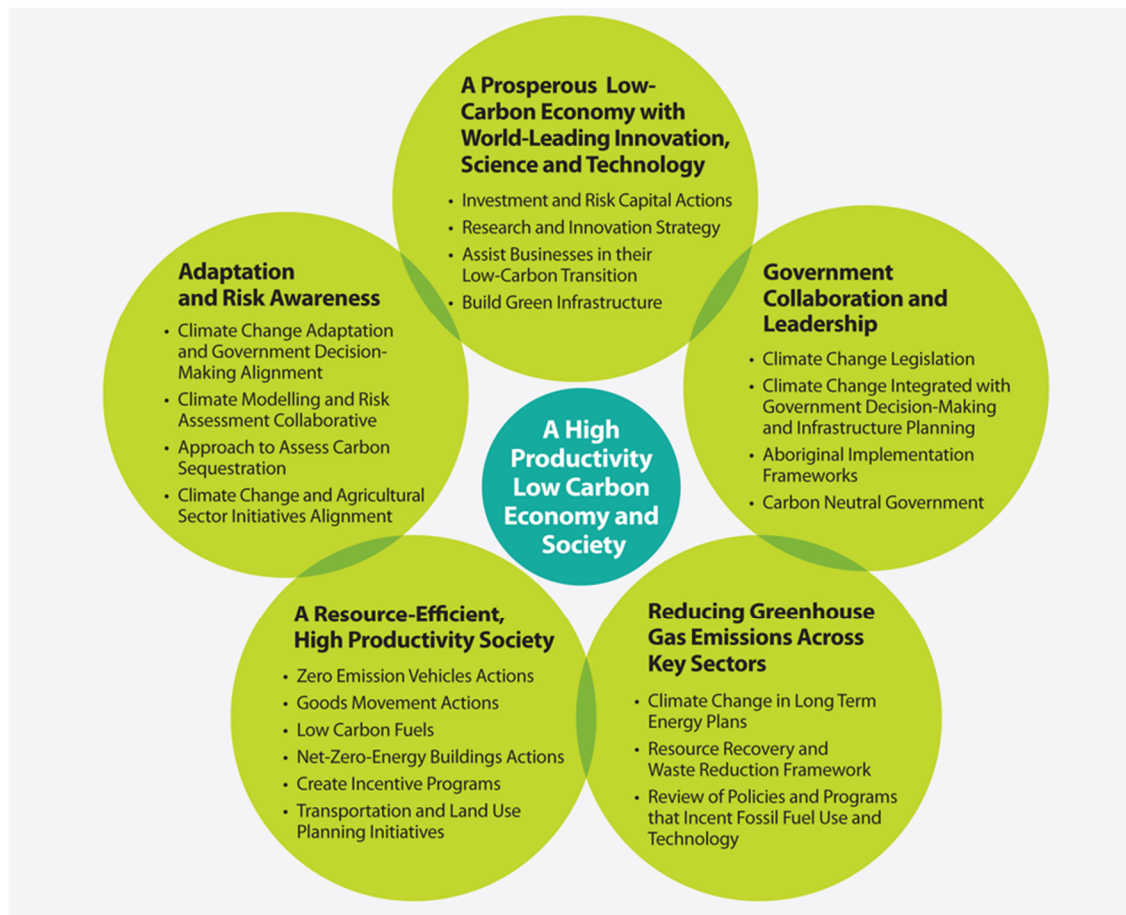 A Prosperous Low-
Carbon Economy with
World-Leading Innovation,
Science and Technology
• Investment and Risk Capital Actions
• Research and Innovation Strategy
• Assist Businesses in their
Low-Carbon Transition
• Build Green Infrastructure
Adaptation
and Risk Awareness
• Climate Change Adaptation
and Government Decision-
Making Alignment
• Climate Modelling and Risk
Assessment Collaborative
• Approach to Assess Carbon
Sequestration
• Climate Change and Agricultural
Sector Initiatives Alignment
Government
Collaboration and
Leadership
• Climate Change Legislation
• Climate Change Integrated with
Government Decision-Making
and Infrastructure Planning
• Aboriginal Implementation
Frameworks
• Carbon Neutral Government
A High
Productivity
Low Carbon
Economy and
Society
A Resource-Efficient,
High Productivity Society
• Zero Emission Vehicles Actions
• Goods Movement Actions
• Low Carbon Fuels
• Net-Zero-Energy Buildings Actions
• Create Incentive Programs
• Transportation and Land Use
Planning Initiatives
Reducing Greenhouse
Gas Emissions Across
Key Sectors
• Climate Change in Long Term
Energy Plans
• Resource Recovery and
Waste Reduction Framework
• Review of Policies and Programs
that Incent Fossil Fuel Use and
Technology